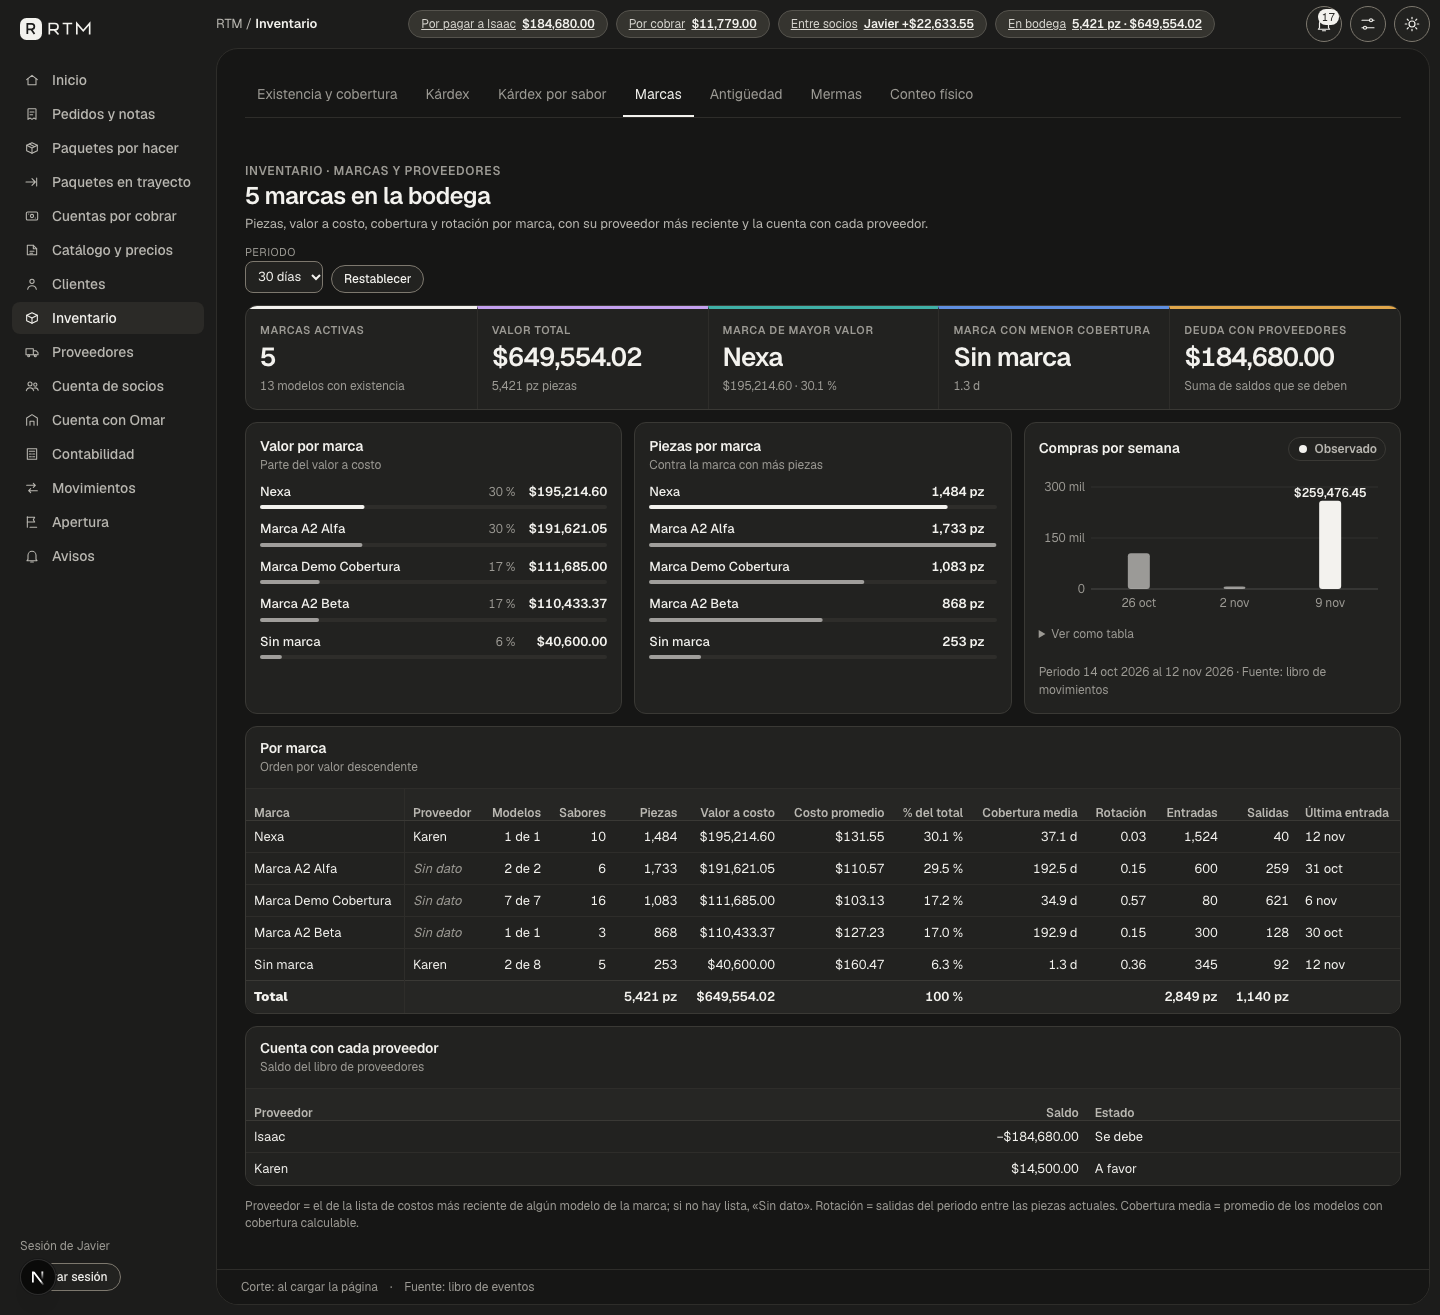 R RTM
RTM / Inventario
Por pagar a Isaac $184,680.00
Por cobrar $11,779.00
Entre socios Javier +$22,633.55
En bodega 5,421 pz · $649,554.02
17
Inicio
Pedidos y notas
Paquetes por hacer
Paquetes en trayecto
Cuentas por cobrar
Catálogo y precios
Clientes
Inventario
Proveedores
Cuenta de socios
Cuenta con Omar
Contabilidad
Movimientos
Apertura
Avisos
Sesión de Javier
N ar sesión
Existencia y cobertura Kárdex Kárdex por sabor Marcas Antigüedad Mermas Conteo físico
INVENTARIO · MARCAS Y PROVEEDORES
5 marcas en la bodega
Piezas, valor a costo, cobertura y rotación por marca, con su proveedor más reciente y la cuenta con cada proveedor.
PERIODO
30 días Restablecer
MARCAS ACTIVAS
5
13 modelos con existencia
VALOR TOTAL
$649,554.02
5,421 pz piezas
MARCA DE MAYOR VALOR
Nexa
$195,214.60 · 30.1 %
MARCA CON MENOR COBERTURA
Sin marca
1.3 d
DEUDA CON PROVEEDORES
$184,680.00
Suma de saldos que se deben
Valor por marca
Parte del valor a costo
Nexa 30 % $195,214.60
Marca A2 Alfa 30 % $191,621.05
Marca Demo Cobertura 17 % $111,685.00
Marca A2 Beta 17 % $110,433.37
Sin marca 6 % $40,600.00
Piezas por marca
Contra la marca con más piezas
Nexa 1,484 pz
Marca A2 Alfa 1,733 pz
Marca Demo Cobertura 1,083 pz
Marca A2 Beta 868 pz
Sin marca 253 pz
Compras por semana Observado
300 mil $259,476.45
150 mil
0
26 oct 2 nov 9 nov
Ver como tabla
Periodo 14 oct 2026 al 12 nov 2026 · Fuente: libro de
movimientos
Por marca
Orden por valor descendente
Marca Proveedor Modelos Sabores Piezas Valor a costo Costo promedio % del total Cobertura media Rotación Entradas Salidas Última entrada
Nexa Karen 1 de 1 10 1,484 $195,214.60 $131.55 30.1 % 37.1 d 0.03 1,524 40 12 nov
Marca A2 Alfa Sin dato 2 de 2 6 1,733 $191,621.05 $110.57 29.5 % 192.5 d 0.15 600 259 31 oct
Marca Demo Cobertura Sin dato 7 de 7 16 1,083 $111,685.00 $103.13 17.2 % 34.9 d 0.57 80 621 6 nov
Marca A2 Beta Sin dato 1 de 1 3 868 $110,433.37 $127.23 17.0 % 192.9 d 0.15 300 128 30 oct
Sin marca Karen 2 de 8 5 253 $40,600.00 $160.47 6.3 % 1.3 d 0.36 345 92 12 nov
Total 5,421 pz $649,554.02 100 % 2,849 pz 1,140 pz
Cuenta con cada proveedor
Saldo del libro de proveedores
Proveedor Saldo Estado
Isaac −$184,680.00 Se debe
Karen $14,500.00 A favor
Proveedor = el de la lista de costos más reciente de algún modelo de la marca; si no hay lista, «Sin dato». Rotación = salidas del periodo entre las piezas actuales. Cobertura media = promedio de los modelos con
cobertura calculable.
Corte: al cargar la página · Fuente: libro de eventos